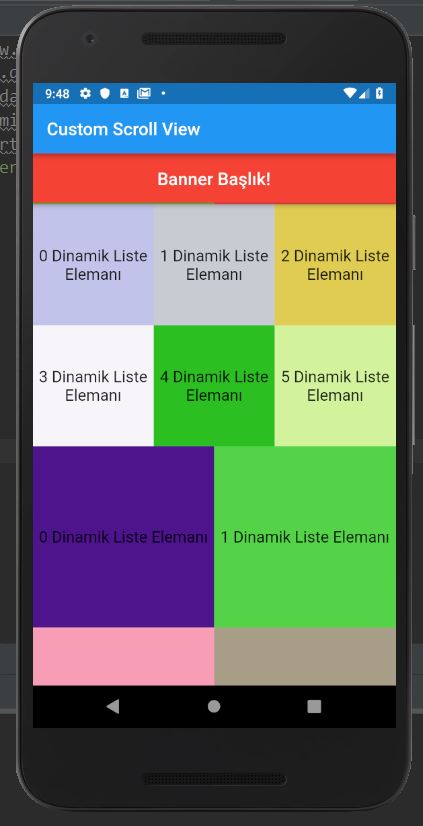 9:48
Custom Scroll View
Banner Başlık!
0 Dinamik Liste
Elemanı
1 Dinamik Liste
Elemanı
2 Dinamik Liste
Elemanı
3 Dinamik Liste
Elemanı
4 Dinamik Liste
Elemanı
5 Dinamik Liste
Elemanı
0 Dinamik Liste Elemanı
1 Dinamik Liste Elemanı